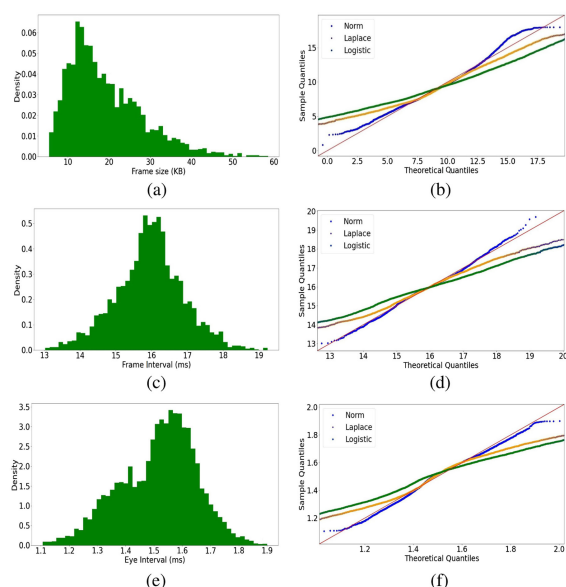 0.06
0.05
0.04
0.03
0.02
0.01
0.00
Density
10 20 30 40 50 60
Frame size (KB)
(a)
Norm
Laplace
Logistic
15
10
5
0
Sample Quantiles
0.0 2.5 5.0 7.5 10.0 12.5 15.0 17.5
Theoretical Quantiles
(b)
0.5
0.4
0.3
0.2
0.1
0.0
Density
13 14 15 16 17 18 19
Frame Interval (ms)
(c)
Norm
Laplace
Logistic
20
19
18
17
16
15
14
13
Sample Quantiles
13 14 15 16 17 18 19 20
Theoretical Quantiles
(d)
3.5
3.0
2.5
2.0
1.5
1.0
0.5
0.0
Density
1.1 1.2 1.3 1.4 1.5 1.6 1.7 1.8 1.9
Eye Interval (ms)
(e)
Norm
Laplace
Logistic
2.0
1.8
1.6
1.4
1.2
Sample Quantiles
1.2 1.4 1.6 1.8 2.0
Theoretical Quantiles
(f)